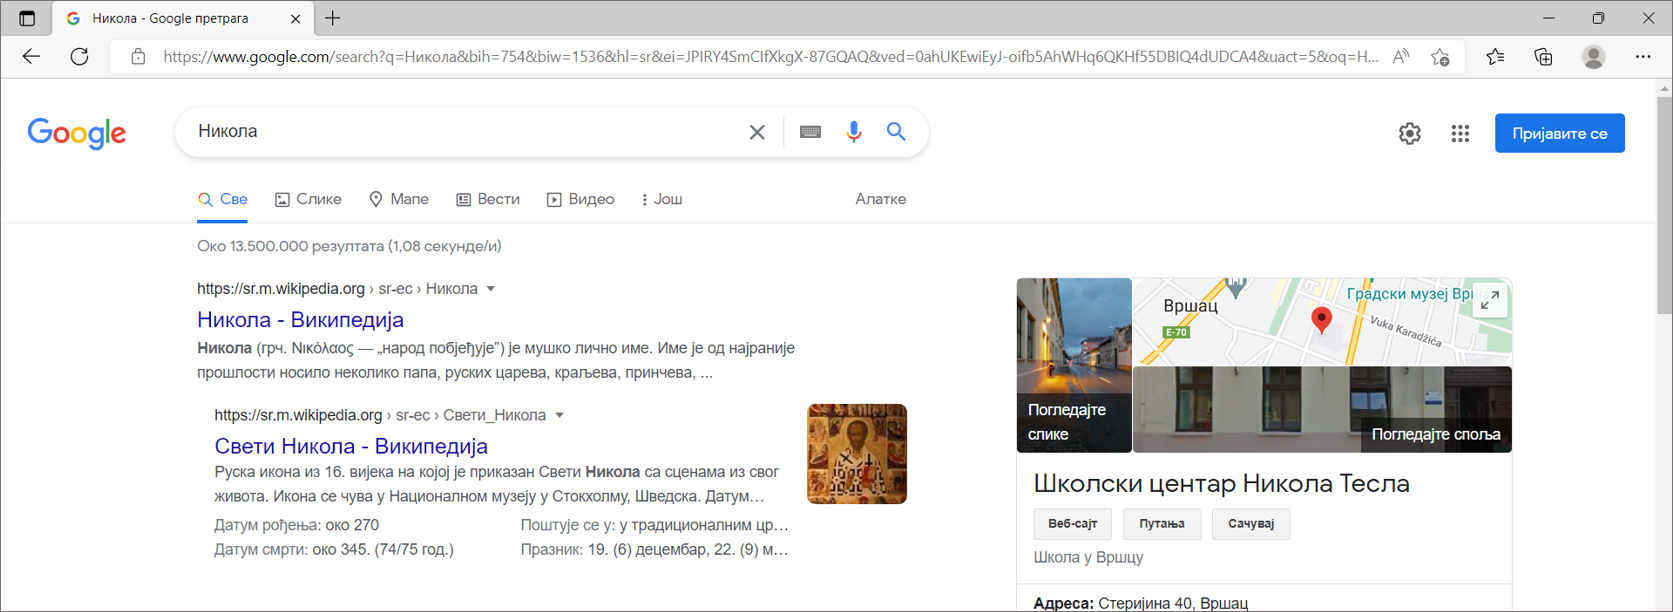 Никола - Google претрага
https://www.google.com/search?q=Никола&bih=754&biw=1536&hl=sr&ei=JPIRY4SmCIfXkgX-87GQAQ&ved=0ahUKEwiEyJ-oifb5AhWHq6QKHf55DBIQ4dUDCA4&uact=5&oq=H...
Google
Никола
Пријавите се
Све
Слике
Мапе
Вести
Видео
Још
Алатке
Око 13.500.000 резултата (1,08 секунде/и)
https://sr.m.wikipedia.org › sr-ec › Никола
Никола - Википедија
Никола (грч. Νικόλαος — „народ побјеђује”) је мушко лично име. Име је од најраније
прошлости носило неколико папа, руских царева, краљева, принчева, ...
https://sr.m.wikipedia.org › sr-ec › Свети_Никола
Свети Никола - Википедија
Руска икона из 16. вијека на којој је приказан Свети Никола са сценама из свог
живота. Икона се чува у Националном музеју у Стокхолму, Шведска. Датум...
Датум рођења: око 270
Поштује се у: у традиционалним цр...
Датум смрти: око 345. (74/75 год.)
Празник: 19. (6) децембар, 22. (9) м...
Вршац
E-70
Градски музеј Врша
Vuka Karadžića
Погледајте
слике
Погледајте споља
Школски центар Никола Тесла
Веб-сајт
Путања
Сачувај
Школа у Вршцу
Адреса: Стеријина 40, Вршац